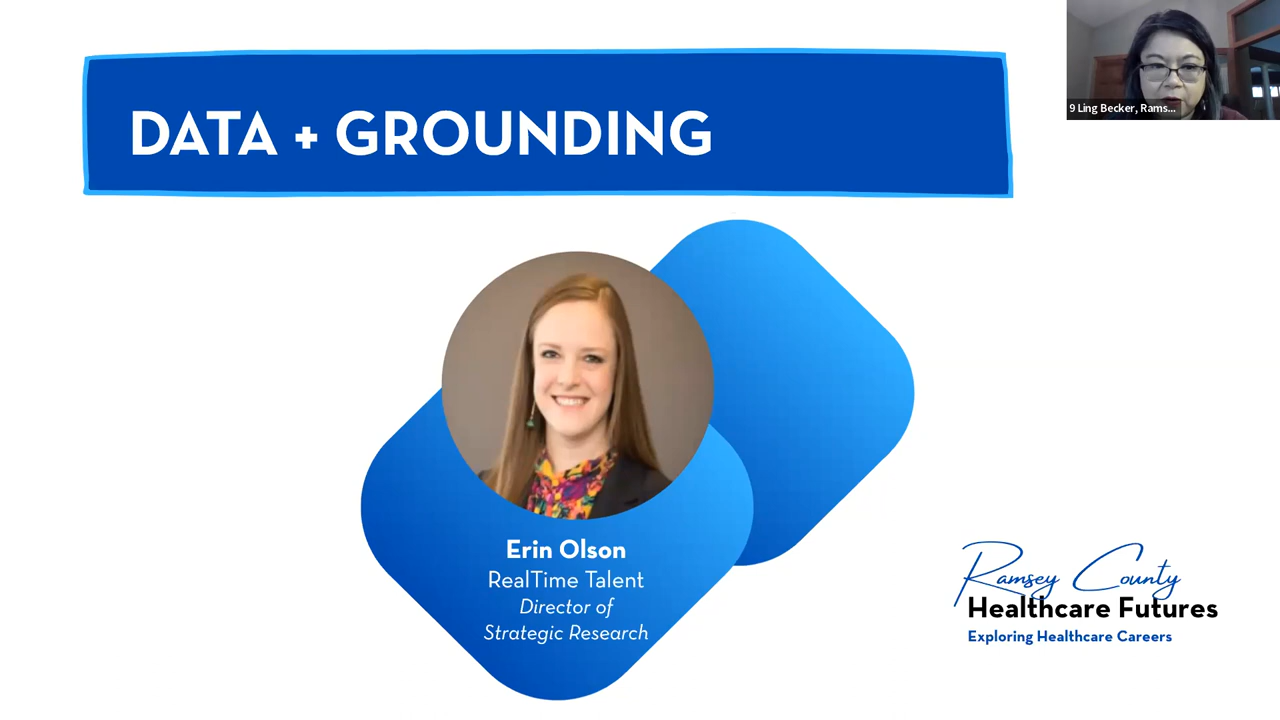 DATA + GROUNDING
9 Ling Becker, Rams...
Erin Olson
RealTime Talent
Director of
Strategic Research
Ramsey County
Healthcare Futures
Exploring Healthcare Careers